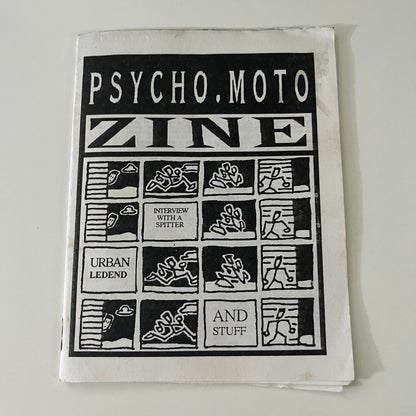 PSYCHO.MOTO
ZINE
INTERVIEW
WITH A
SPITTER
URBAN
LEDEND
AND
STUFF